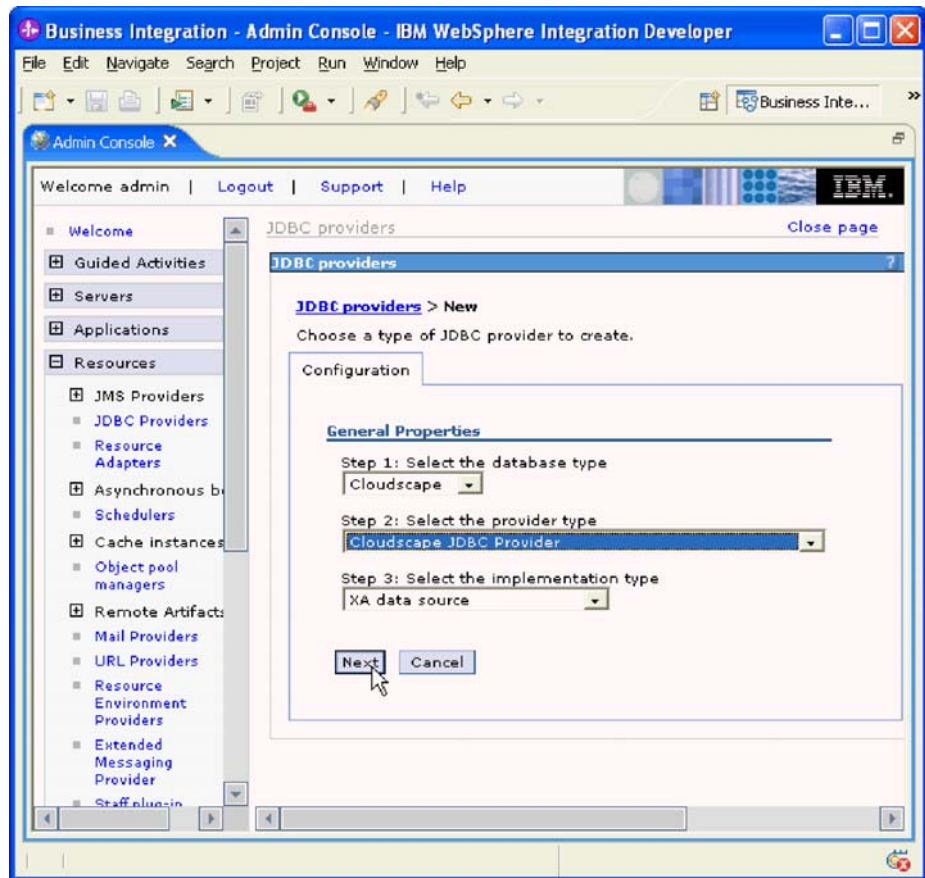 Business Integration - Admin Console - IBM WebSphere Integration Developer
File Edit Navigate Search Project Run Window Help
Business Inte...
Admin Console
Welcome admin | Logout | Support | Help
IBM.
Welcome
Guided Activities
Servers
Applications
Resources
JMS Providers
JDBC Providers
Resource
Adapters
Asynchronous b
Schedulers
Cache instances
Object pool
managers
Remote Artifacts
Mail Providers
URL Providers
Resource
Environment
Providers
Extended
Messaging
Provider
Staff plug-in
JDBC providers
Close page
JDBC providers
?
JDBC providers > New
Choose a type of JDBC provider to create.
Configuration
General Properties
Step 1: Select the database type
Cloudscape
Step 2: Select the provider type
Cloudscape JDBC Provider
Step 3: Select the implementation type
XA data source
Next Cancel